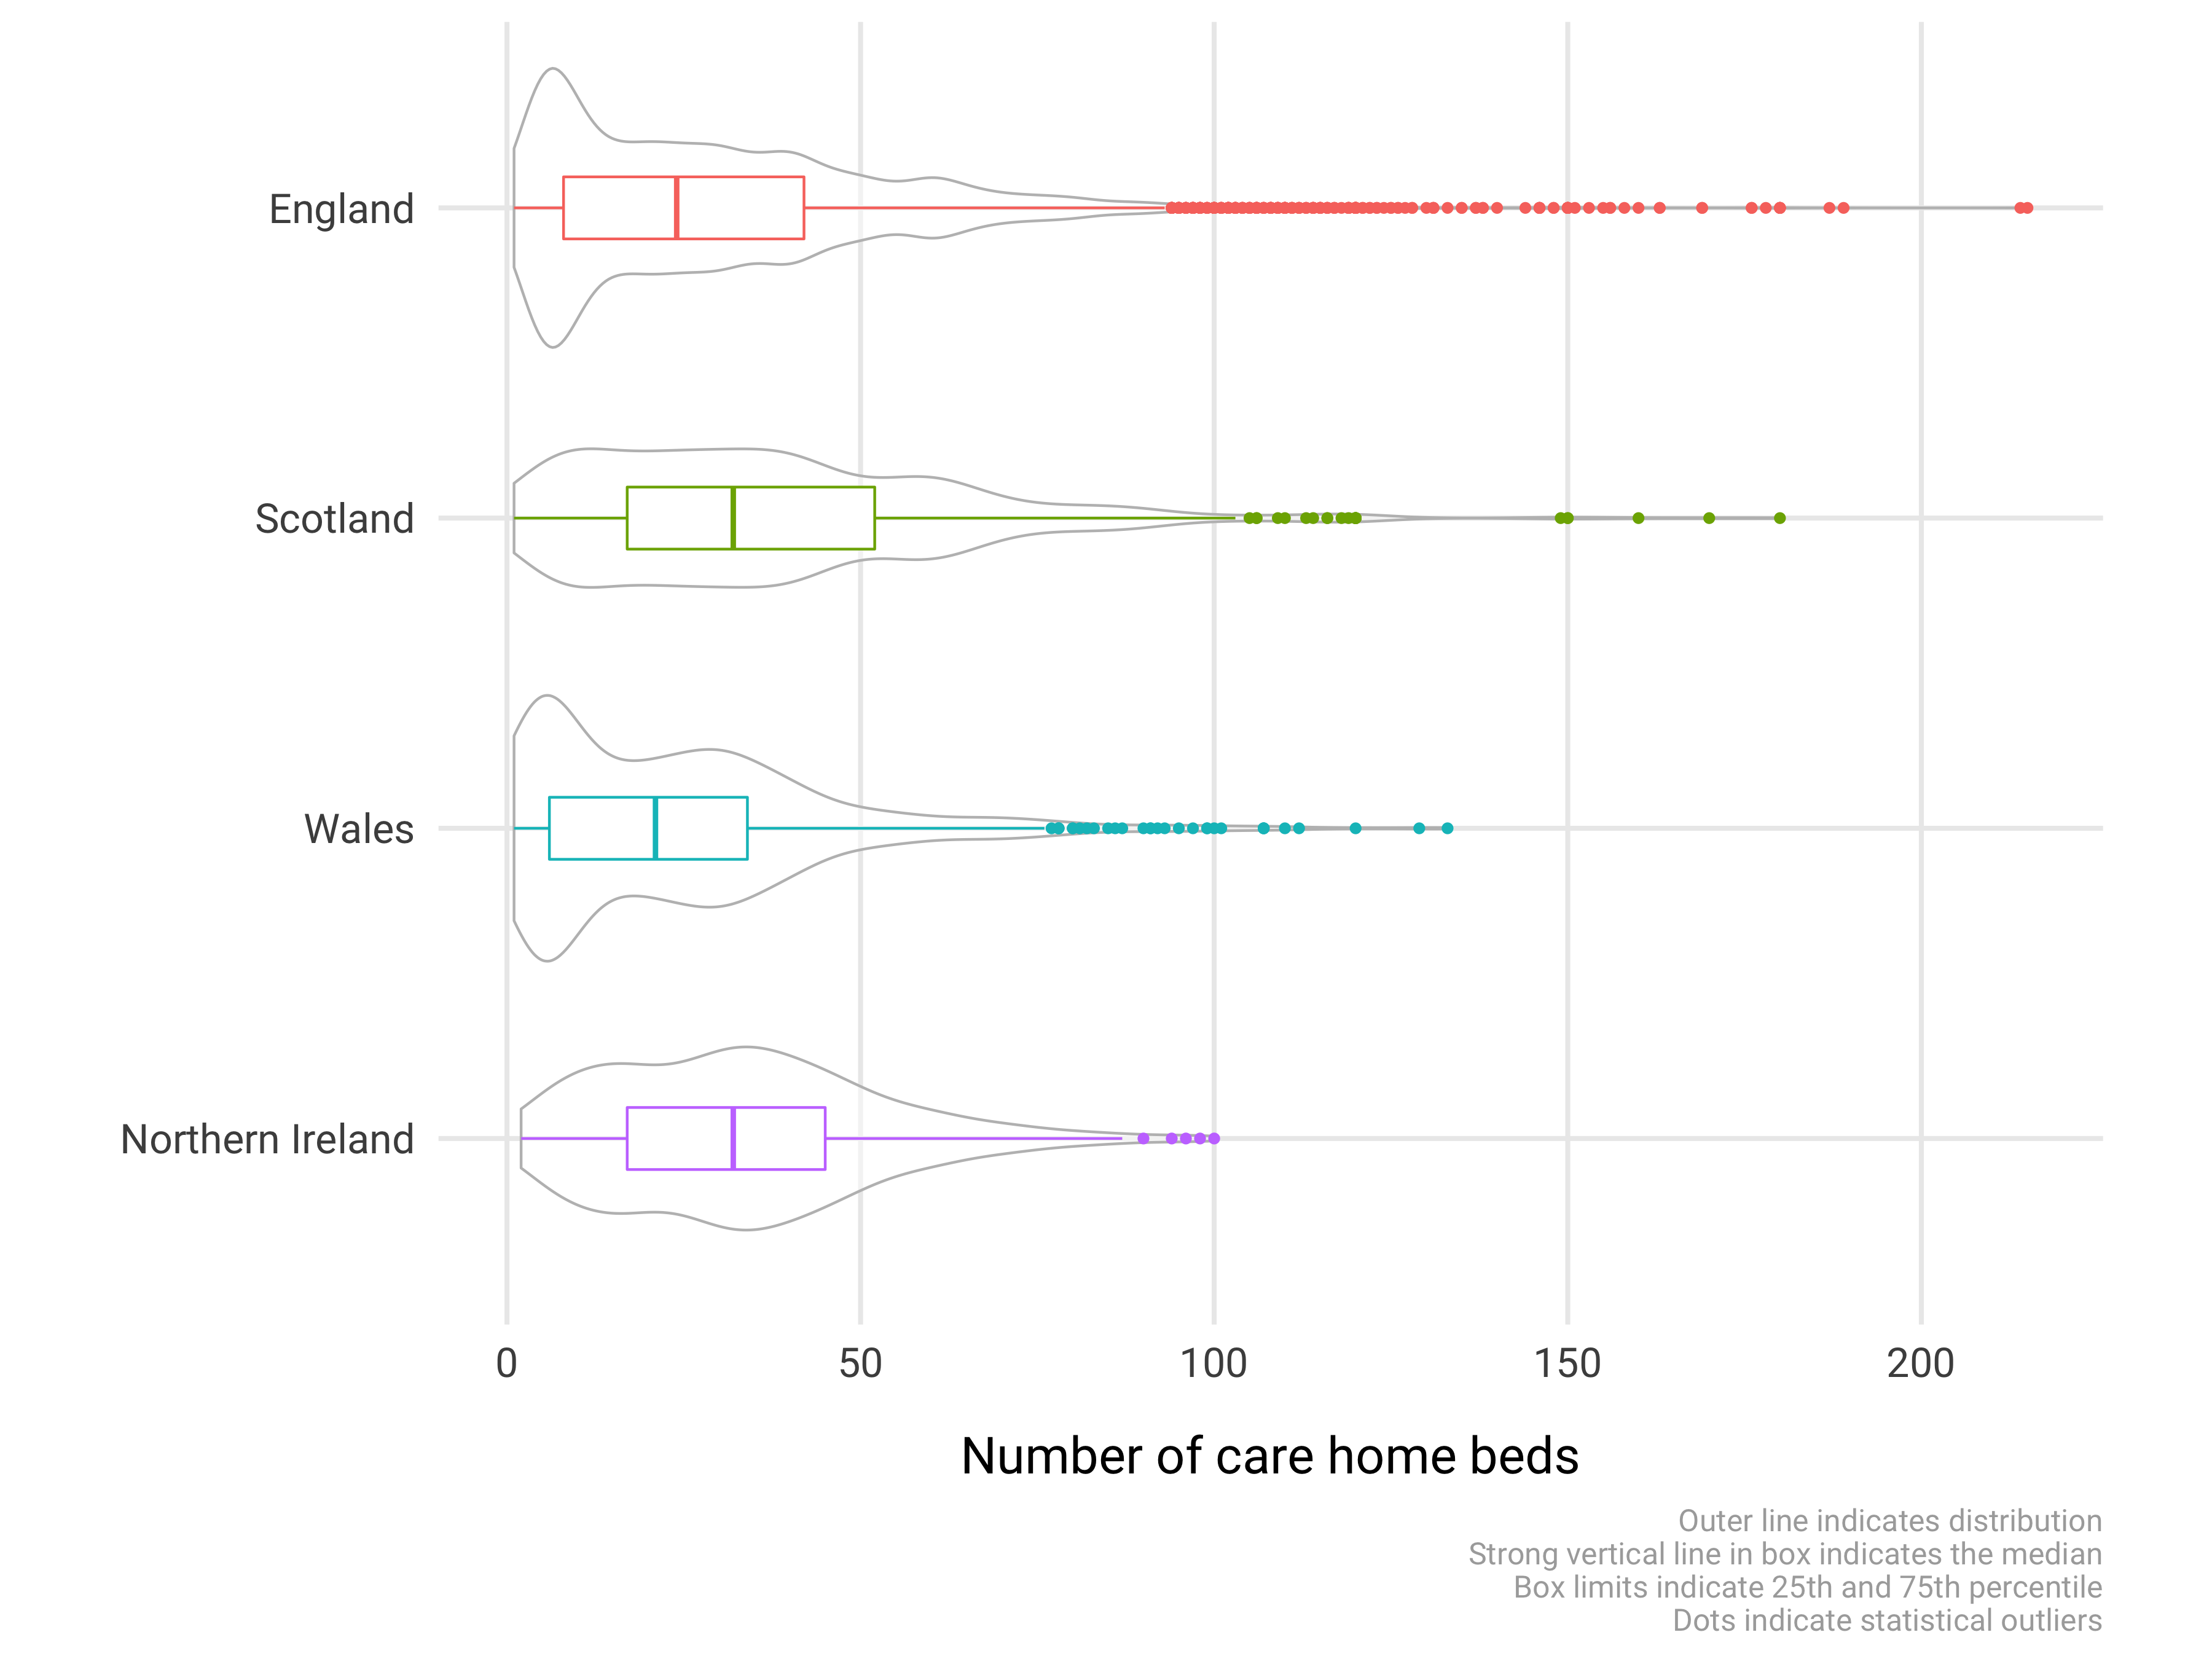 England
Scotland
Wales
Northern Ireland
0 50 100 150 200
Number of care home beds
Outer line indicates distribution
Strong vertical line in box indicates the median
Box limits indicate 25th and 75th percentile
Dots indicate statistical outliers